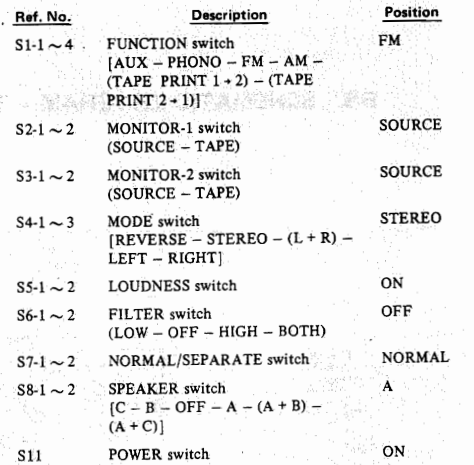 Ref. No. Description Position
S1-1 ~ 4 FUNCTION switch FM
[AUX – PHONO – FM – AM –
(TAPE PRINT 1→2) – (TAPE
PRINT 2→1)]
S2-1 ~ 2 MONITOR-1 switch SOURCE
(SOURCE – TAPE)
S3-1 ~ 2 MONITOR-2 switch SOURCE
(SOURCE – TAPE)
S4-1 ~ 3 MODE switch STEREO
[REVERSE – STEREO – (L + R) –
LEFT – RIGHT]
S5-1 ~ 2 LOUDNESS switch ON
S6-1 ~ 2 FILTER switch OFF
(LOW – OFF – HIGH – BOTH)
S7-1 ~ 2 NORMAL/SEPARATE switch NORMAL
S8-1 ~ 2 SPEAKER switch A
[C – B – OFF – A – (A + B) –
(A + C)]
S11 POWER switch ON